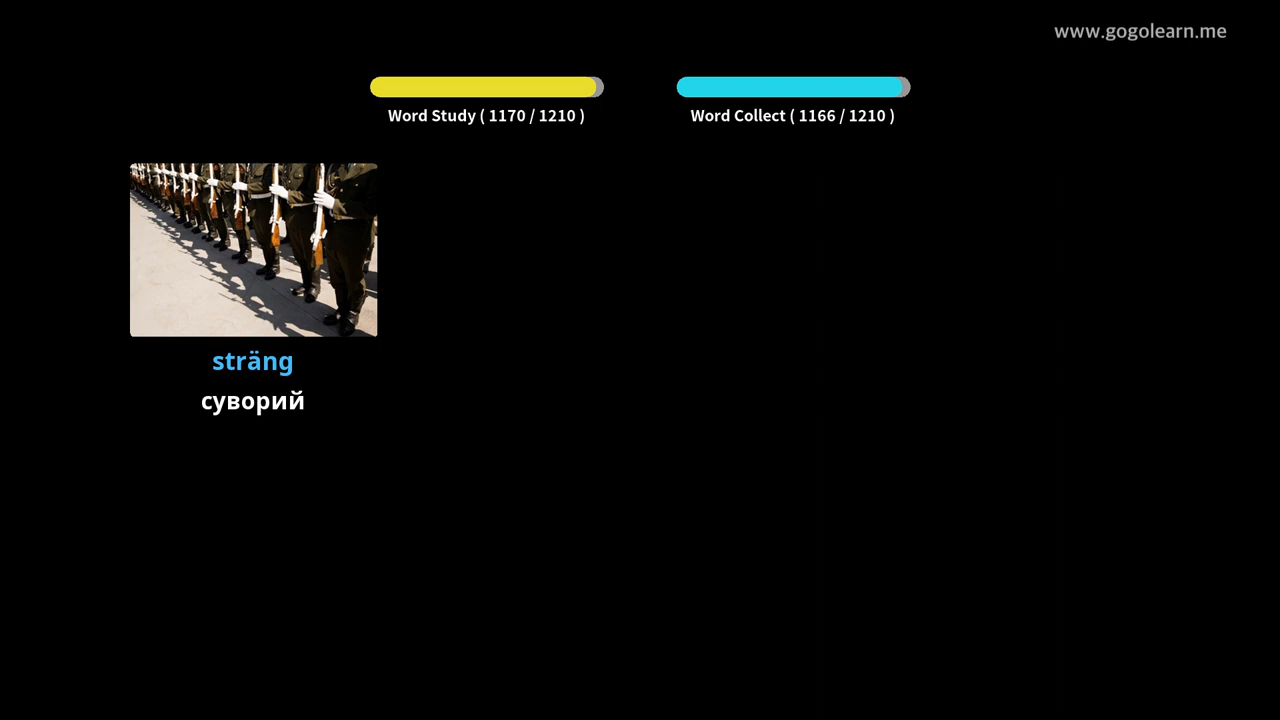 www.gogolearn.me
Word Study ( 1170 / 1210 )
Word Collect ( 1166 / 1210 )
sträng
суворий